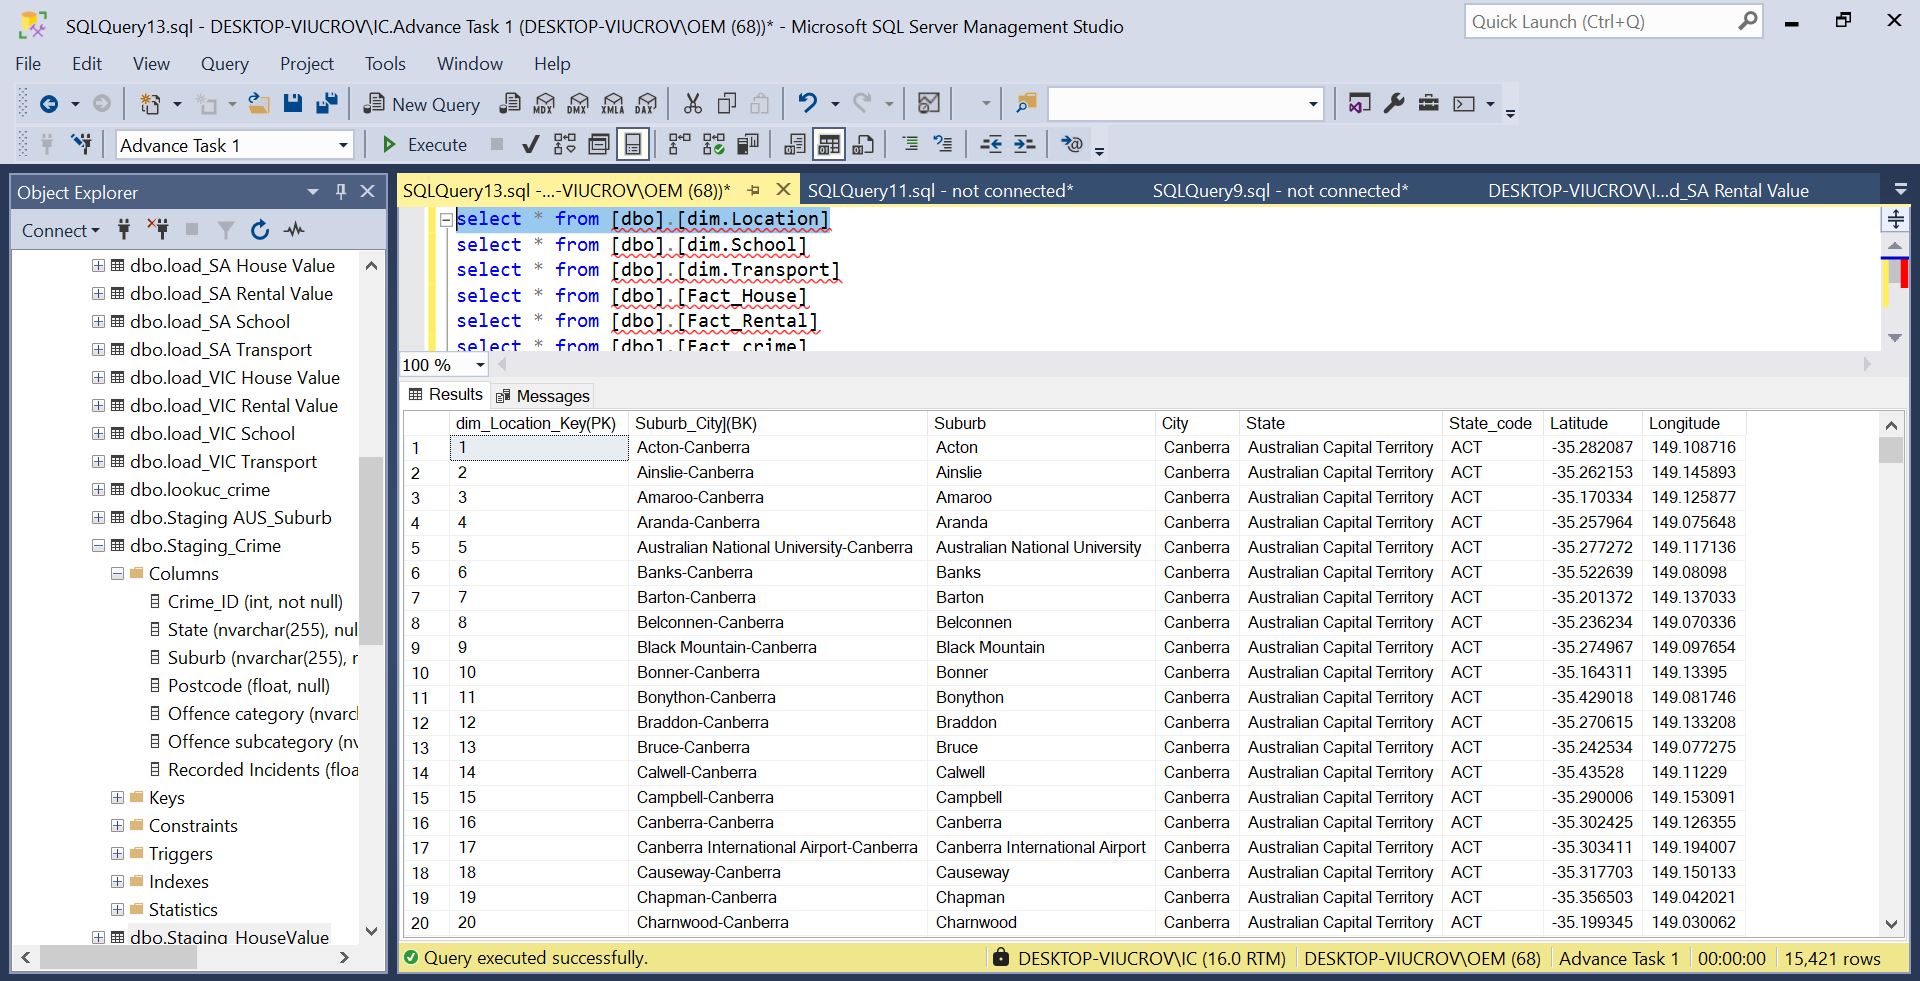 SQLQuery13.sql - DESKTOP-VIUCROV\IC.Advance Task 1 (DESKTOP-VIUCROV\OEM (68))* - Microsoft SQL Server Management Studio
Quick Launch (Ctrl+Q)
File Edit View Query Project Tools Window Help
New Query MDX DMX XMLA DAX
Advance Task 1 Execute
Object Explorer
Connect
dbo.load_SA House Value
dbo.load_SA Rental Value
dbo.load_SA School
dbo.load_SA Transport
dbo.load_VIC House Value
dbo.load_VIC Rental Value
dbo.load_VIC School
dbo.load_VIC Transport
dbo.lookuc_crime
dbo.Staging AUS_Suburb
dbo.Staging_Crime
Columns
Crime_ID (int, not null)
State (nvarchar(255), nul
Suburb (nvarchar(255), r
Postcode (float, null)
Offence category (nvarcl
Offence subcategory (nv
Recorded Incidents (floa
Keys
Constraints
Triggers
Indexes
Statistics
dbo.Staging_HouseValue
SQLQuery13.sql -...-VIUCROV\OEM (68))* SQLQuery11.sql - not connected* SQLQuery9.sql - not connected* DESKTOP-VIUCROV\I...d_SA Rental Value
select * from [dbo].[dim.Location]
select * from [dbo].[dim.School]
select * from [dbo].[dim.Transport]
select * from [dbo].[Fact_House]
select * from [dbo].[Fact_Rental]
select * from [dbo].[Fact_crime]
100 %
Results Messages
dim_Location_Key(PK) Suburb_City](BK) Suburb City State State_code Latitude Longitude
1 1 Acton-Canberra Acton Canberra Australian Capital Territory ACT -35.282087 149.108716
2 2 Ainslie-Canberra Ainslie Canberra Australian Capital Territory ACT -35.262153 149.145893
3 3 Amaroo-Canberra Amaroo Canberra Australian Capital Territory ACT -35.170334 149.125877
4 4 Aranda-Canberra Aranda Canberra Australian Capital Territory ACT -35.257964 149.075648
5 5 Australian National University-Canberra Australian National University Canberra Australian Capital Territory ACT -35.277272 149.117136
6 6 Banks-Canberra Banks Canberra Australian Capital Territory ACT -35.522639 149.08098
7 7 Barton-Canberra Barton Canberra Australian Capital Territory ACT -35.201372 149.137033
8 8 Belconnen-Canberra Belconnen Canberra Australian Capital Territory ACT -35.236234 149.070336
9 9 Black Mountain-Canberra Black Mountain Canberra Australian Capital Territory ACT -35.274967 149.097654
10 10 Bonner-Canberra Bonner Canberra Australian Capital Territory ACT -35.164311 149.13395
11 11 Bonython-Canberra Bonython Canberra Australian Capital Territory ACT -35.429018 149.081746
12 12 Braddon-Canberra Braddon Canberra Australian Capital Territory ACT -35.270615 149.133208
13 13 Bruce-Canberra Bruce Canberra Australian Capital Territory ACT -35.242534 149.077275
14 14 Calwell-Canberra Calwell Canberra Australian Capital Territory ACT -35.43528 149.11229
15 15 Campbell-Canberra Campbell Canberra Australian Capital Territory ACT -35.290006 149.153091
16 16 Canberra-Canberra Canberra Canberra Australian Capital Territory ACT -35.302425 149.126355
17 17 Canberra International Airport-Canberra Canberra International Airport Canberra Australian Capital Territory ACT -35.303411 149.194007
18 18 Causeway-Canberra Causeway Canberra Australian Capital Territory ACT -35.317703 149.150133
19 19 Chapman-Canberra Chapman Canberra Australian Capital Territory ACT -35.356503 149.042021
20 20 Charnwood-Canberra Charnwood Canberra Australian Capital Territory ACT -35.199345 149.030062
Query executed successfully. DESKTOP-VIUCROV\IC (16.0 RTM) DESKTOP-VIUCROV\OEM (68) Advance Task 1 00:00:00 15,421 rows